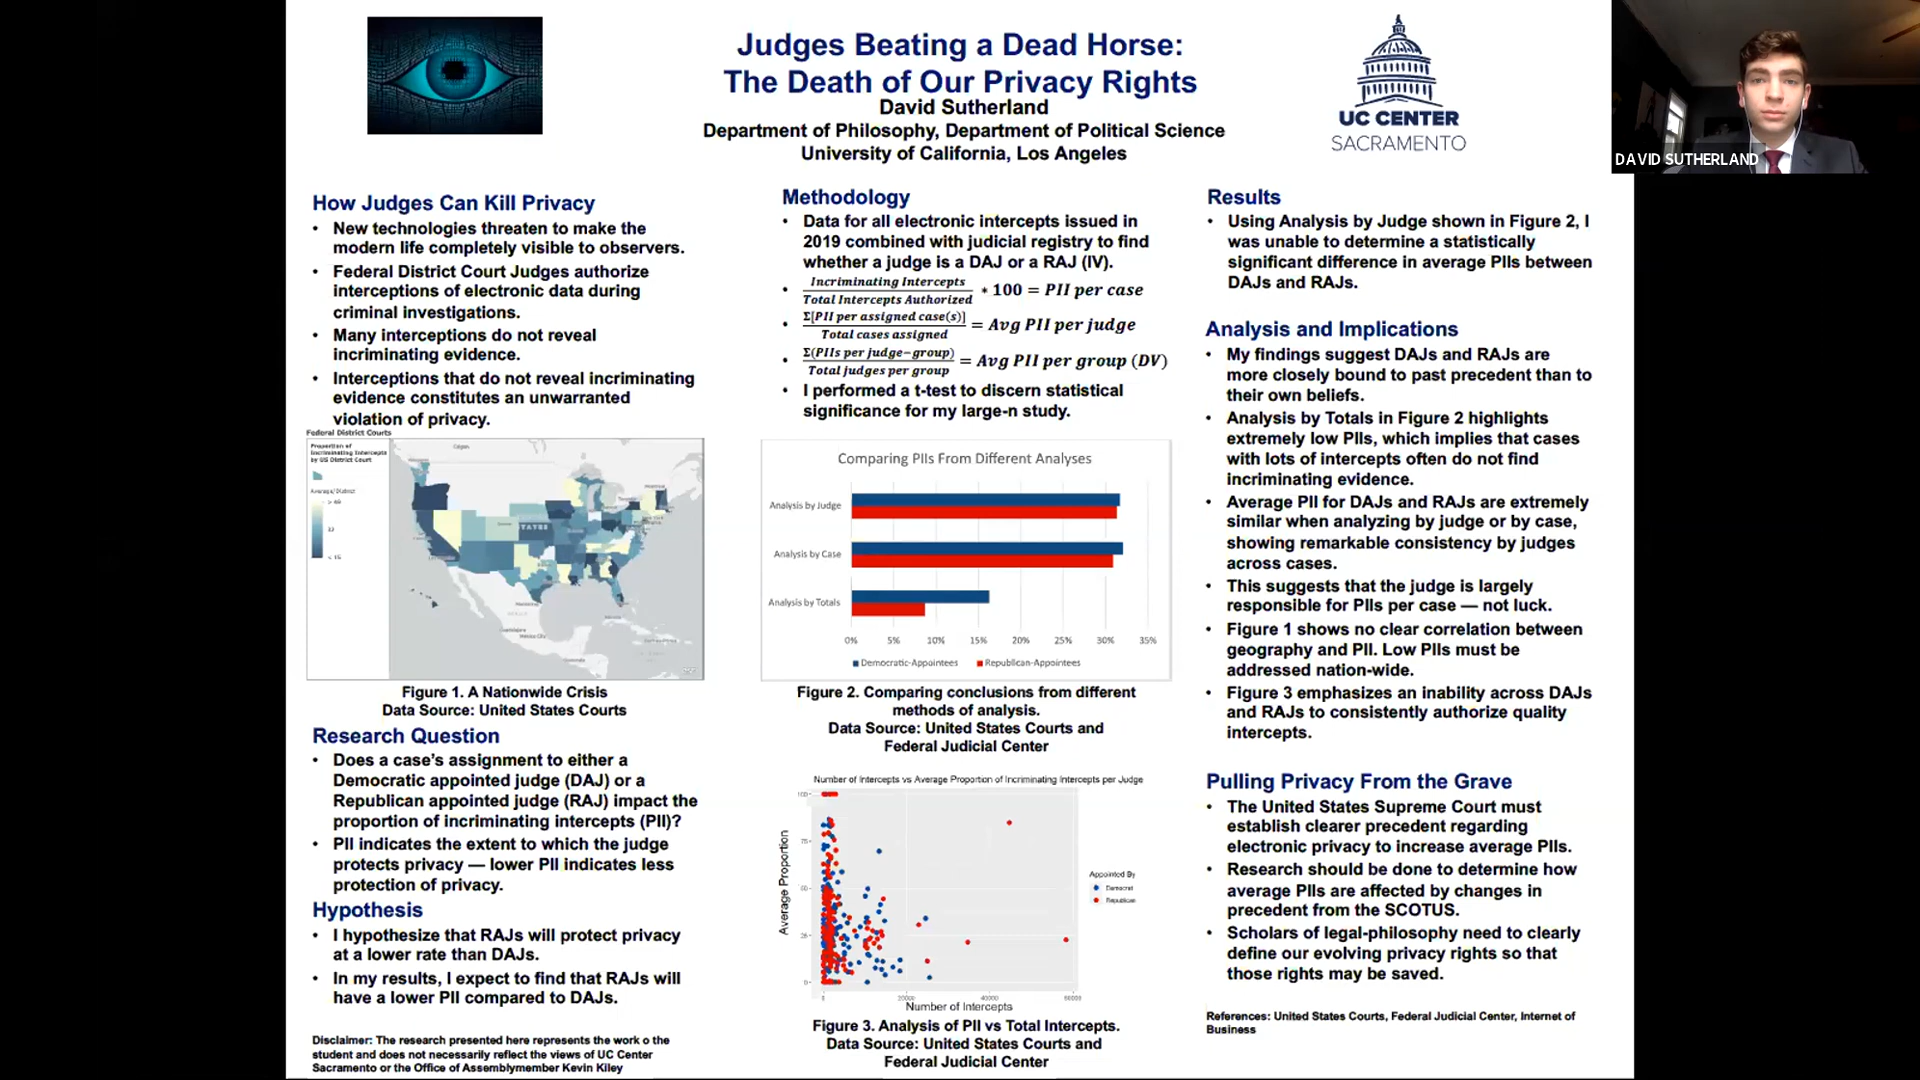 Judges Beating a Dead Horse:
The Death of Our Privacy Rights
David Sutherland
Department of Philosophy, Department of Political Science
University of California, Los Angeles
UC CENTER
SACRAMENTO
DAVID SUTHERLAND
How Judges Can Kill Privacy
• New technologies threaten to make the
modern life completely visible to observers.
• Federal District Court Judges authorize
interceptions of electronic data during
criminal investigations.
• Many interceptions do not reveal
incriminating evidence.
• Interceptions that do not reveal incriminating
evidence constitutes an unwarranted
violation of privacy.
Federal District Courts
Proportion of
Incriminating Intercepts
by US District Court
Average/District
Figure 1. A Nationwide Crisis
Data Source: United States Courts
Research Question
• Does a case's assignment to either a
Democratic appointed judge (DAJ) or a
Republican appointed judge (RAJ) impact the
proportion of incriminating intercepts (PII)?
• PII indicates the extent to which the judge
protects privacy — lower PII indicates less
protection of privacy.
Hypothesis
• I hypothesize that RAJs will protect privacy
at a lower rate than DAJs.
• In my results, I expect to find that RAJs will
have a lower PII compared to DAJs.
Disclaimer: The research presented here represents the work o the
student and does not necessarily reflect the views of UC Center
Sacramento or the Office of Assemblymember Kevin Kiley
Methodology
• Data for all electronic intercepts issued in
2019 combined with judicial registry to find
whether a judge is a DAJ or a RAJ (IV).
• Incriminating Intercepts
Total Intercepts Authorized * 100 = PII per case
• Σ[PII per assigned case(s)]
Total cases assigned = Avg PII per judge
• Σ(PIIs per judge-group)
Total judges per group = Avg PII per group (DV)
• I performed a t-test to discern statistical
significance for my large-n study.
Comparing PIIs From Different Analyses
Analysis by Judge
Analysis by Case
Analysis by Totals
0% 5% 10% 15% 20% 25% 30% 35%
Democratic-Appointees Republican-Appointees
Figure 2. Comparing conclusions from different
methods of analysis.
Data Source: United States Courts and
Federal Judicial Center
Number of Intercepts vs Average Proportion of Incriminating Intercepts per Judge
Average Proportion
100
75
50
25
0
0 20000 40000 60000
Number of Intercepts
Appointed By
Democrat
Republican
Figure 3. Analysis of PII vs Total Intercepts.
Data Source: United States Courts and
Federal Judicial Center
Results
• Using Analysis by Judge shown in Figure 2, I
was unable to determine a statistically
significant difference in average PIIs between
DAJs and RAJs.
Analysis and Implications
• My findings suggest DAJs and RAJs are
more closely bound to past precedent than to
their own beliefs.
• Analysis by Totals in Figure 2 highlights
extremely low PIIs, which implies that cases
with lots of intercepts often do not find
incriminating evidence.
• Average PII for DAJs and RAJs are extremely
similar when analyzing by judge or by case,
showing remarkable consistency by judges
across cases.
• This suggests that the judge is largely
responsible for PIIs per case — not luck.
• Figure 1 shows no clear correlation between
geography and PII. Low PIIs must be
addressed nation-wide.
• Figure 3 emphasizes an inability across DAJs
and RAJs to consistently authorize quality
intercepts.
Pulling Privacy From the Grave
• The United States Supreme Court must
establish clearer precedent regarding
electronic privacy to increase average PIIs.
• Research should be done to determine how
average PIIs are affected by changes in
precedent from the SCOTUS.
• Scholars of legal-philosophy need to clearly
define our evolving privacy rights so that
those rights may be saved.
References: United States Courts, Federal Judicial Center, Internet of
Business